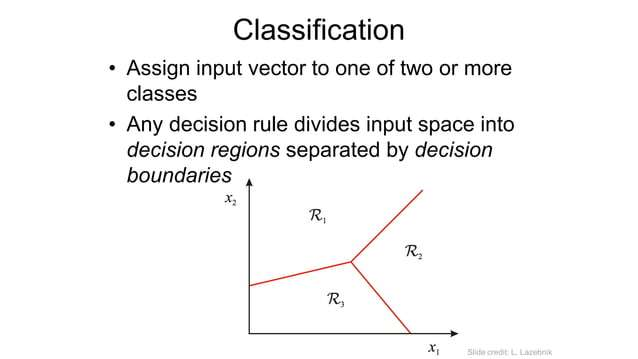 Classification
• Assign input vector to one of two or more
classes
• Any decision rule divides input space into
decision regions separated by decision
boundaries
x₂
ℛ₁
ℛ₂
ℛ₃
x₁
Slide credit: L. Lazebnik